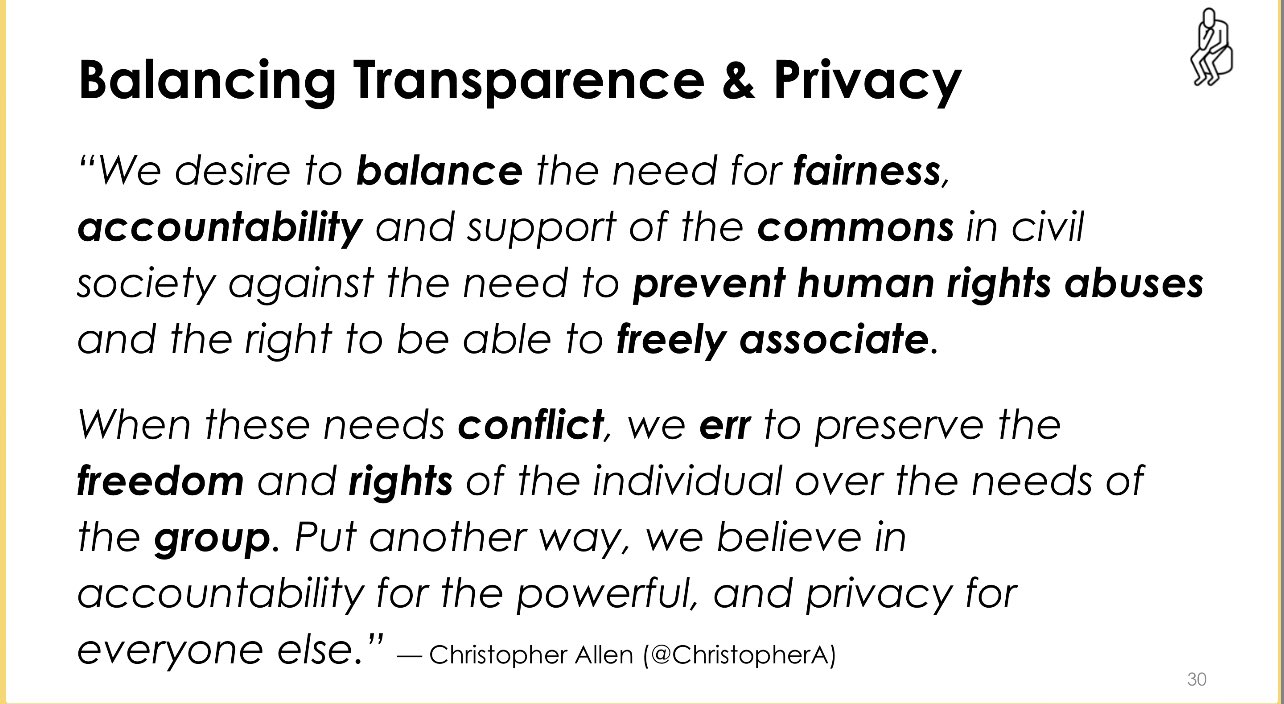 Balancing Transparence & Privacy
“We desire to balance the need for fairness,
accountability and support of the commons in civil
society against the need to prevent human rights abuses
and the right to be able to freely associate.
When these needs conflict, we err to preserve the
freedom and rights of the individual over the needs of
the group. Put another way, we believe in
accountability for the powerful, and privacy for
everyone else.” — Christopher Allen (@ChristopherA)
30